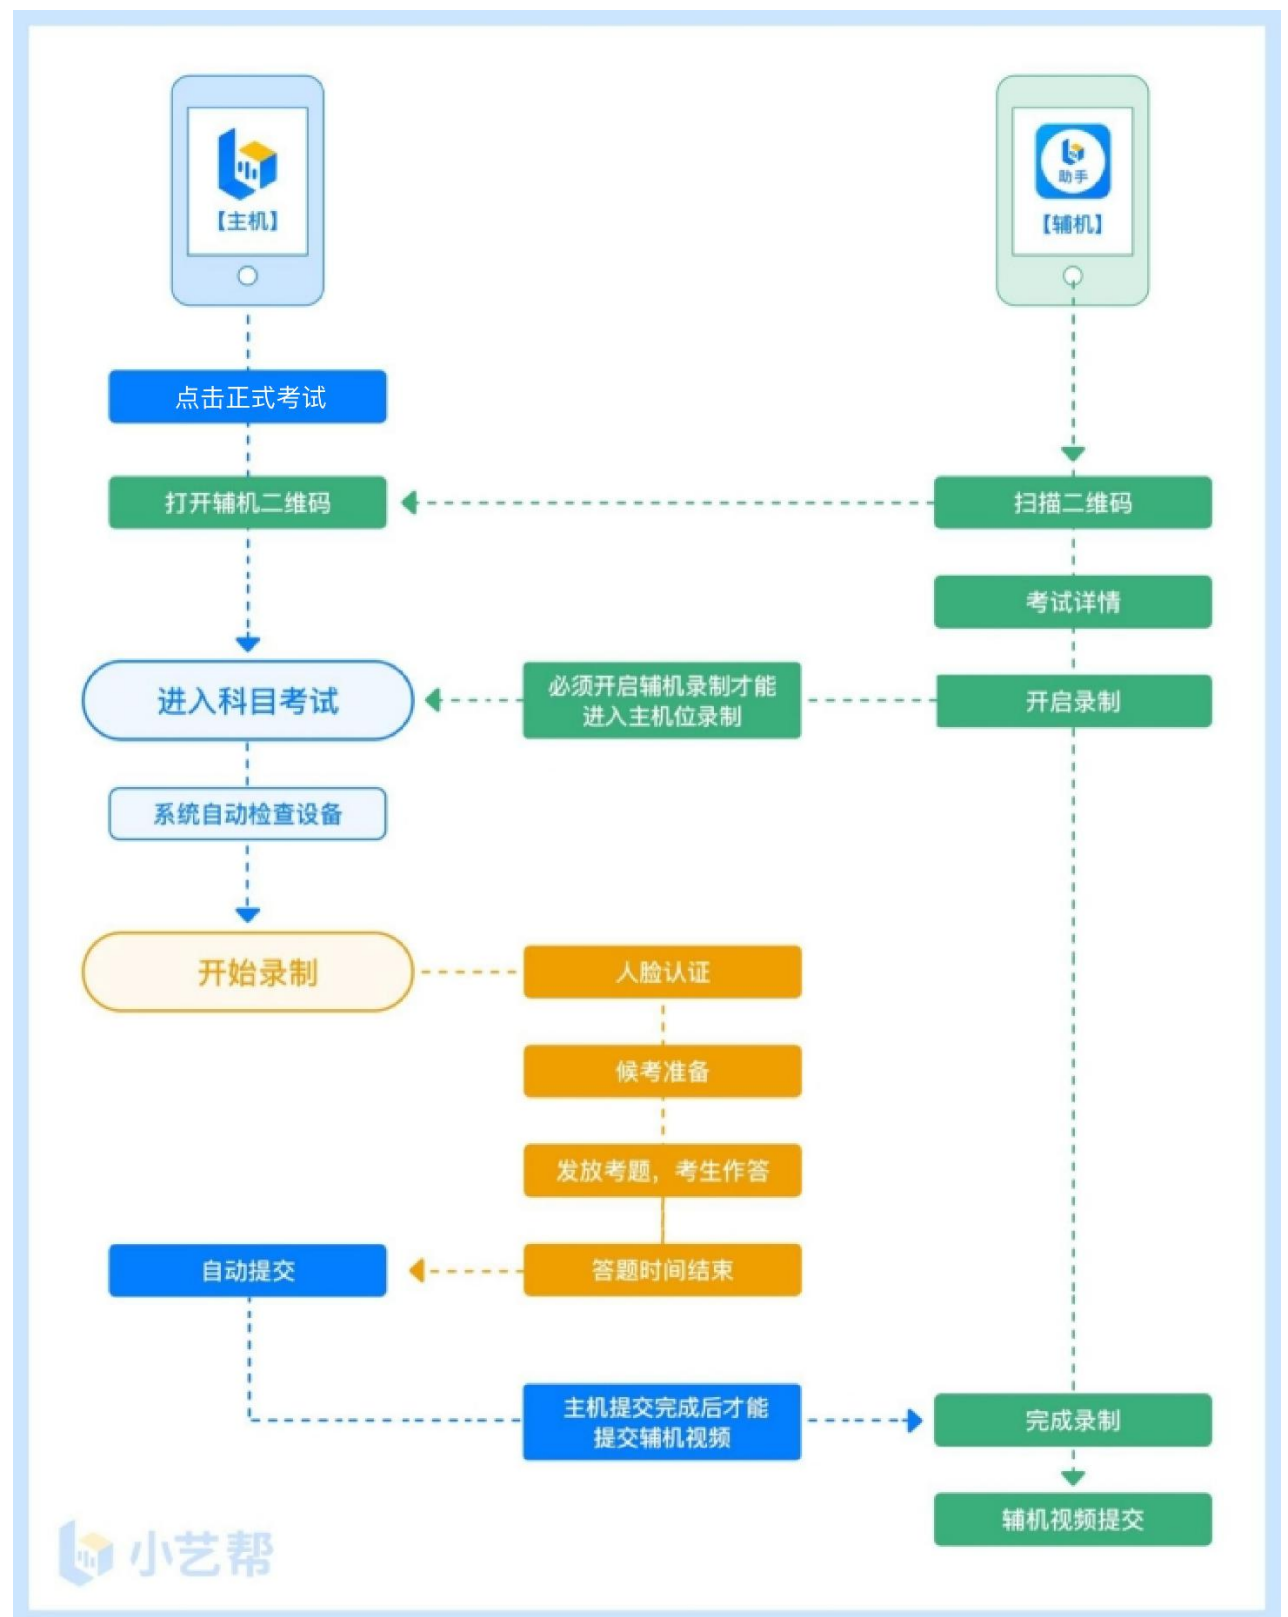 助手
【主机】
【辅机】
点击正式考试
打开辅机二维码
扫描二维码
考试详情
进入科目考试
必须开启辅机录制才能
进入主机位录制
开启录制
系统自动检查设备
开始录制
人脸认证
候考准备
发放考题，考生作答
自动提交
答题时间结束
主机提交完成后才能
提交辅机视频
完成录制
辅机视频提交
小艺帮